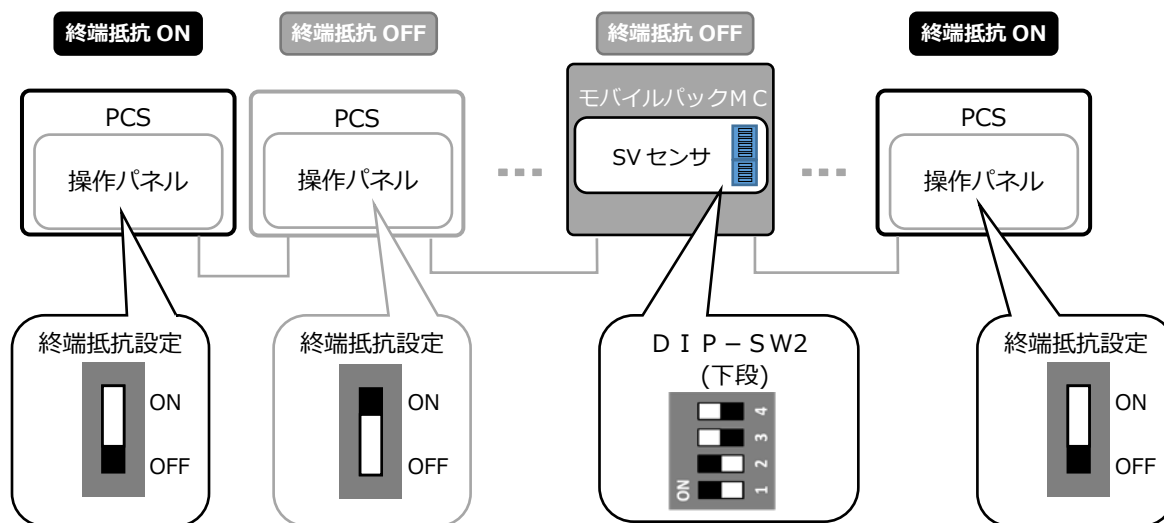 終端抵抗 ON
終端抵抗 OFF
終端抵抗 OFF
終端抵抗 ON
PCS
操作パネル
PCS
操作パネル
モバイルパックＭＣ
SV センサ
PCS
操作パネル
終端抵抗設定
ON
OFF
終端抵抗設定
ON
OFF
ＤＩＰ－ＳＷ2
(下段)
4
3
2
1
ON
終端抵抗設定
ON
OFF